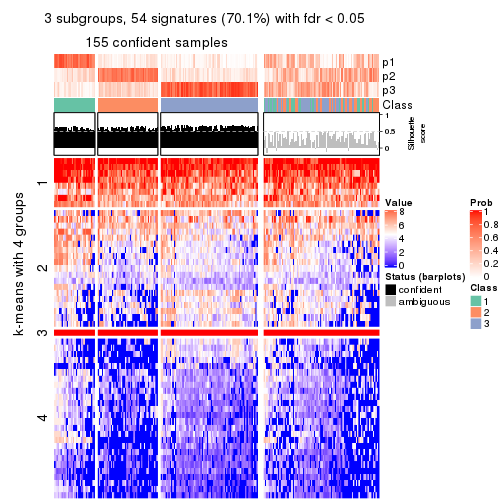 3 subgroups, 54 signatures (70.1%) with fdr < 0.05
155 confident samples
p1
p2
p3
Class
1
0.5
0
Silhouette
score
k-means with 4 groups
1
2
3
4
Value
8
6
4
2
0
Status (barplots)
confident
ambiguous
Prob
1
0.8
0.6
0.4
0.2
0
Class
1
2
3